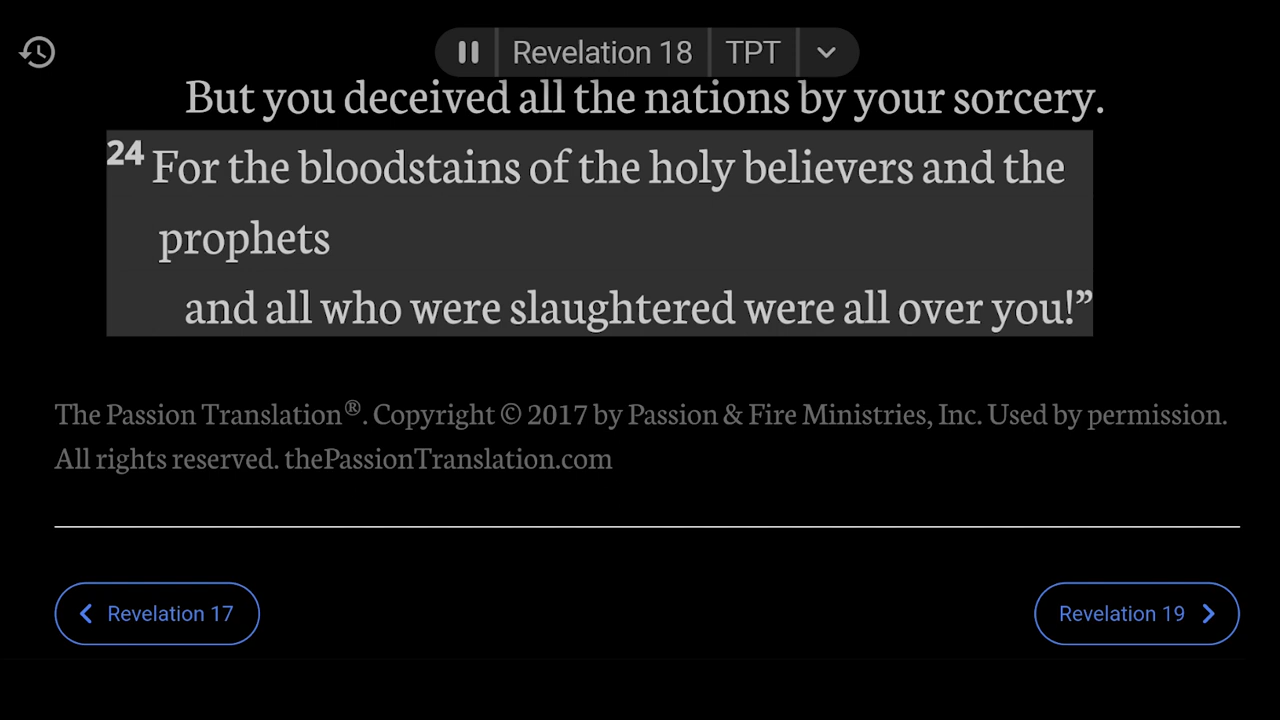 Revelation 18 TPT
But you deceived all the nations by your sorcery.
24 For the bloodstains of the holy believers and the
prophets
and all who were slaughtered were all over you!”
The Passion Translation®. Copyright © 2017 by Passion & Fire Ministries, Inc. Used by permission.
All rights reserved. thePassionTranslation.com
Revelation 17
Revelation 19